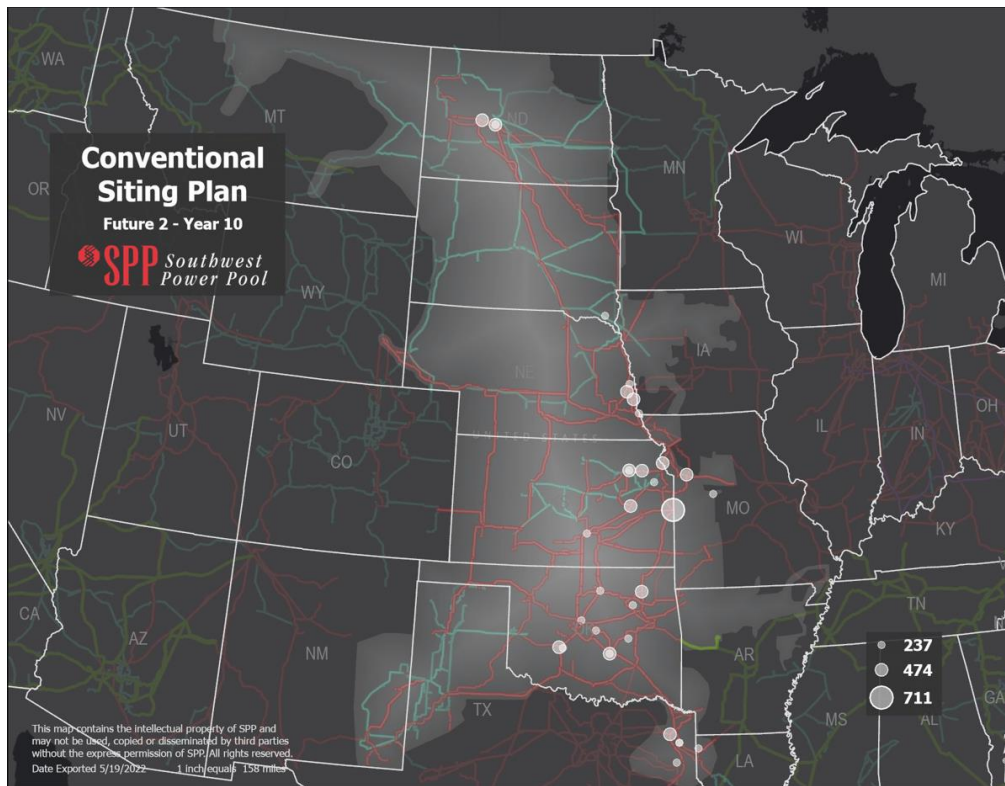 WA
MT
ND
MN
OR
Conventional
Siting Plan
Future 2 - Year 10
SPP Southwest
Power Pool
WI
MI
WY
IA
NE
NV
UT
CO
UNITED STATES
IL
IN
OH
MO
KY
CA
AZ
NM
TN
AR
237
474
711
TX
MS
AL
GA
LA
This map contains the intellectual property of SPP and
may not be used, copied or disseminated by third parties
without the express permission of SPP. All rights reserved.
Date Exported 5/19/2022 1 inch equals 158 miles